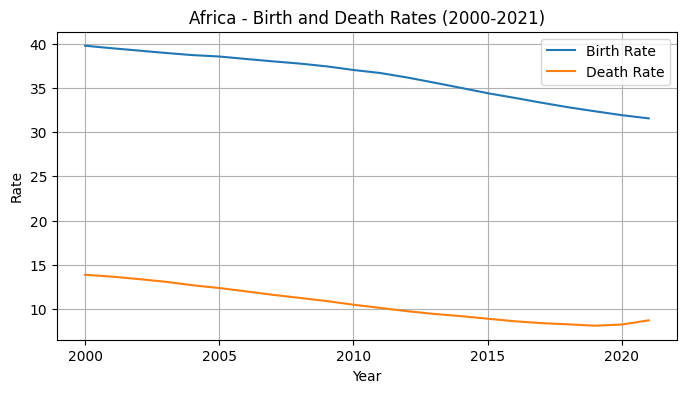 Africa - Birth and Death Rates (2000-2021)
40
35
30
25
20
15
10
Rate
Birth Rate
Death Rate
2000 2005 2010 2015 2020
Year